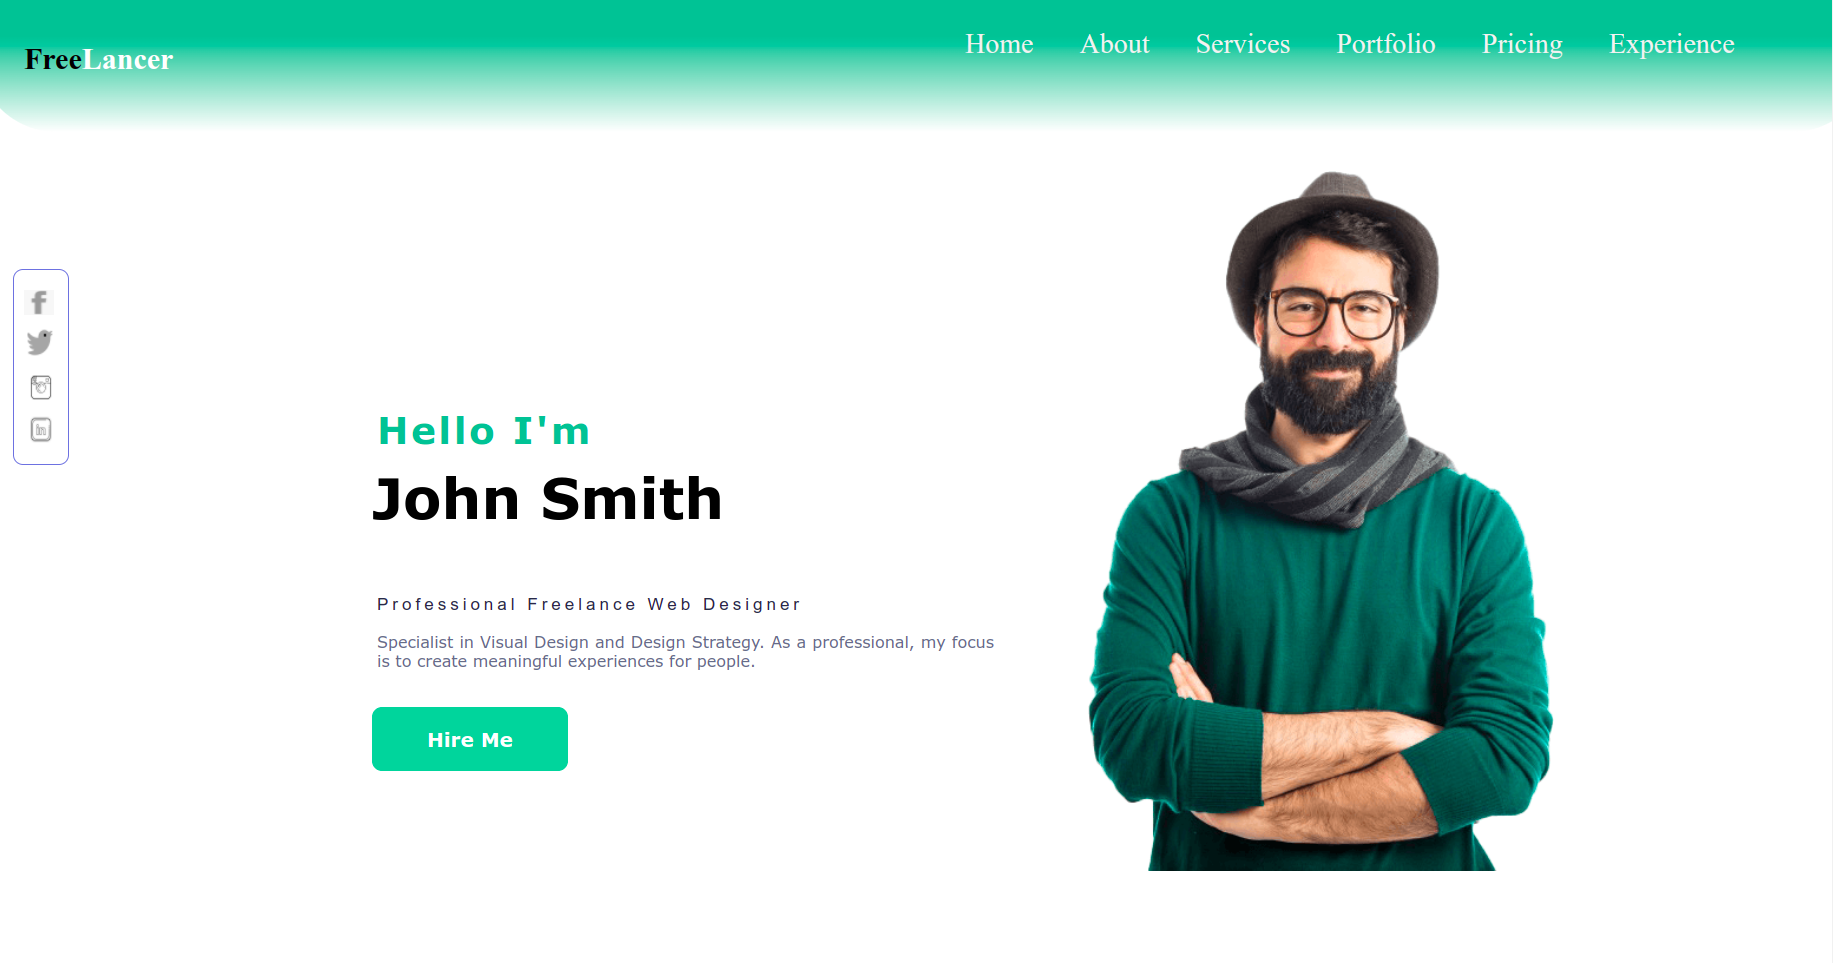 FreeLancer
Home About Services Portfolio Pricing Experience
Hello I'm
John Smith
Professional Freelance Web Designer
Specialist in Visual Design and Design Strategy. As a professional, my focus
is to create meaningful experiences for people.
Hire Me